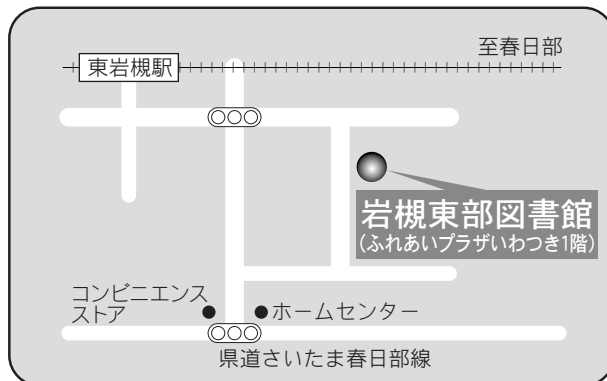 至春日部
東岩槻駅
岩槻東部図書館
(ふれあいプラザいわつき1階)
コンビニエンス
ストア
ホームセンター
県道さいたま春日部線